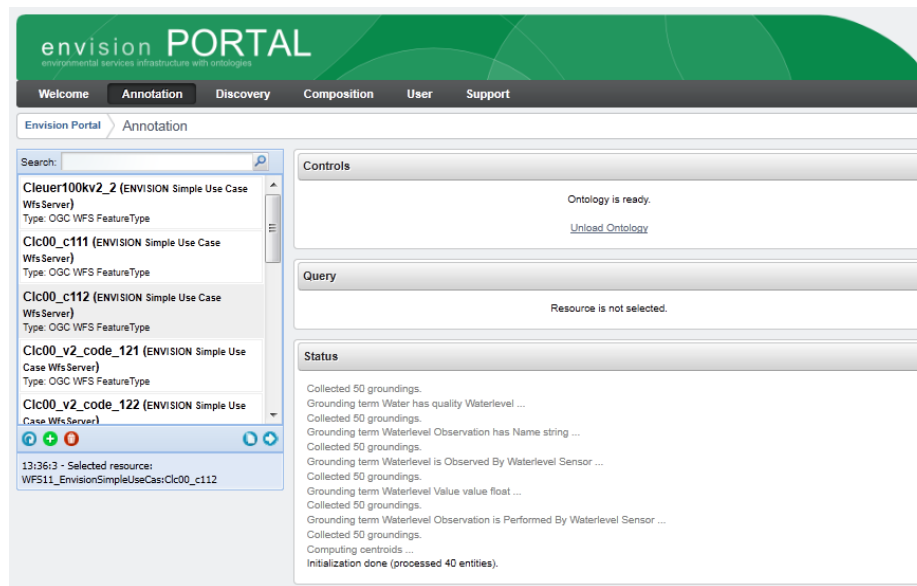 envision PORTAL
environmental services infrastructure with ontologies
Welcome Annotation Discovery Composition User Support
Envision Portal Annotation
Search:
Cleuer100kv2_2 (ENVISION Simple Use Case
WfsServer)
Type: OGC WFS FeatureType
Clc00_c111 (ENVISION Simple Use Case
WfsServer)
Type: OGC WFS FeatureType
Clc00_c112 (ENVISION Simple Use Case
WfsServer)
Type: OGC WFS FeatureType
Clc00_v2_code_121 (ENVISION Simple Use
Case WfsServer)
Type: OGC WFS FeatureType
Clc00_v2_code_122 (ENVISION Simple Use
Case WfsServer)
13:36:3 - Selected resource:
WFS11_EnvisionSimpleUseCas:Clc00_c112
Controls
Ontology is ready.
Unload Ontology
Query
Resource is not selected.
Status
Collected 50 groundings.
Grounding term Water has quality Waterlevel ...
Collected 50 groundings.
Grounding term Waterlevel Observation has Name string ...
Collected 50 groundings.
Grounding term Waterlevel is Observed By Waterlevel Sensor ...
Collected 50 groundings.
Grounding term Waterlevel Value value float ...
Collected 50 groundings.
Grounding term Waterlevel Observation is Performed By Waterlevel Sensor ...
Collected 50 groundings.
Computing centroids ...
Initialization done (processed 40 entities).